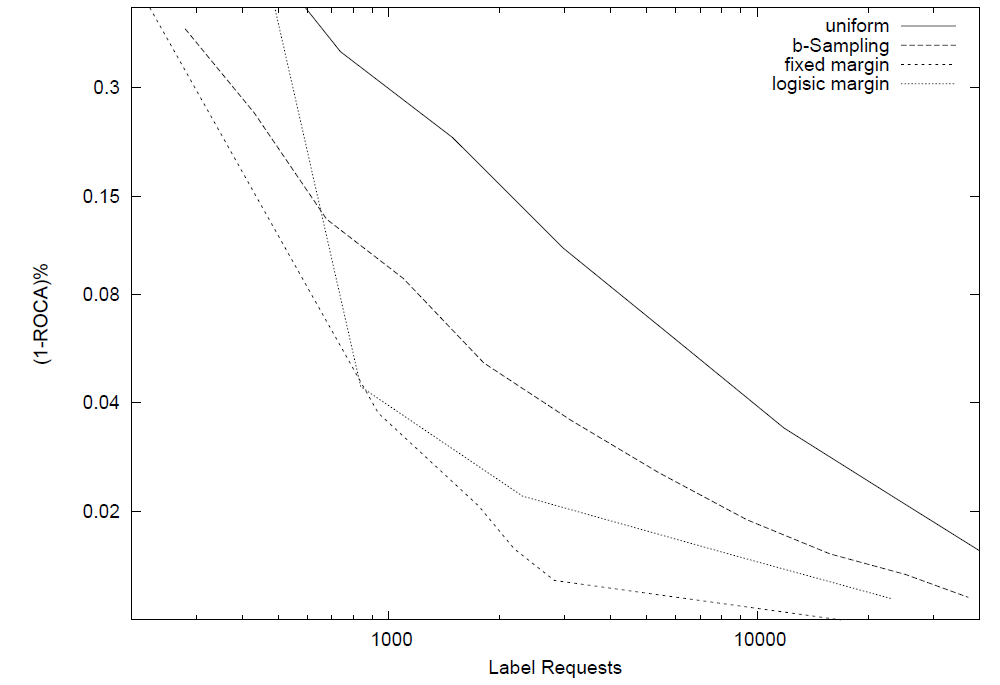 uniform
b-Sampling
fixed margin
logisic margin
0.3
0.15
0.08
0.04
0.02
(1-ROCA)%
1000
10000
Label Requests